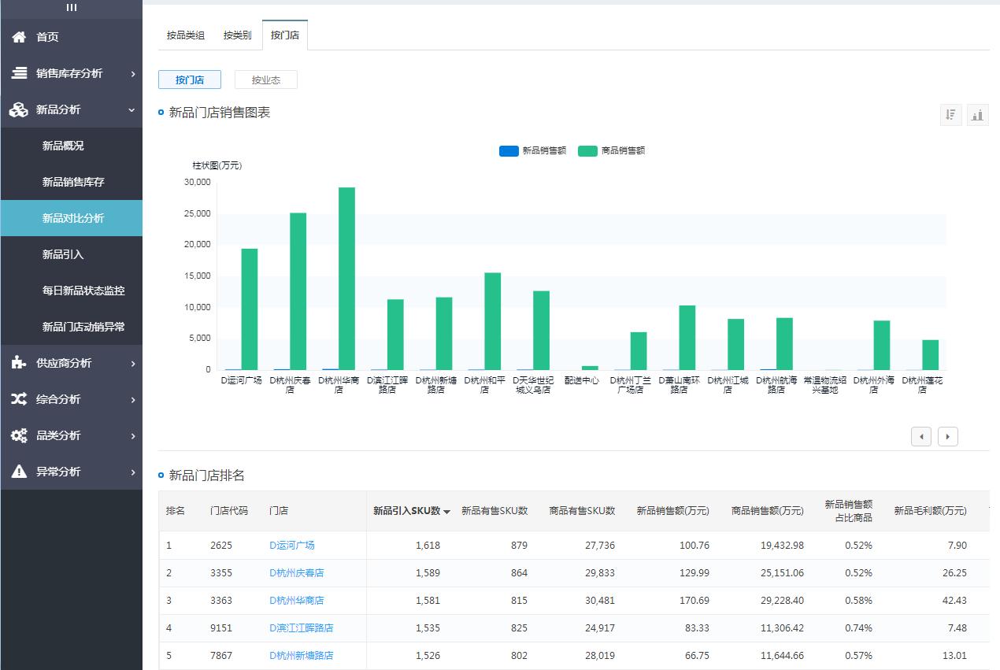 首页
销售库存分析
新品分析
新品概况
新品销售库存
新品对比分析
新品引入
每日新品状态监控
新品门店动销异常
供应商分析
综合分析
品类分析
异常分析
按品类组 按类别 按门店
按门店 按业态
新品门店销售图表
新品销售额 商品销售额
柱状图(万元)
30,000
25,000
20,000
15,000
10,000
5,000
0
D运河广场 D杭州庆春店 D杭州华商店 D滨江江晖路店 D杭州新塘路店 D杭州和平店 D天华世纪城义乌店 配送中心 D杭州丁兰广场店 D萧山南环路店 D杭州江城店 D杭州航海路店 常温物流绍兴基地 D杭州外海店 D杭州莲花店
新品门店排名
排名 门店代码 门店 新品引入SKU数 新品有售SKU数 商品有售SKU数 新品销售额(万元) 商品销售额(万元) 新品销售额占比商品 新品毛利额(万元)
1 2625 D运河广场 1,618 879 27,736 100.76 19,432.98 0.52% 7.90
2 3355 D杭州庆春店 1,589 864 29,833 129.99 25,151.06 0.52% 26.25
3 3363 D杭州华商店 1,581 815 30,481 170.69 29,228.40 0.58% 42.43
4 9151 D滨江江晖路店 1,535 825 24,917 83.33 11,306.42 0.74% 7.48
5 7867 D杭州新塘路店 1,526 802 28,019 66.75 11,644.66 0.57% 13.01